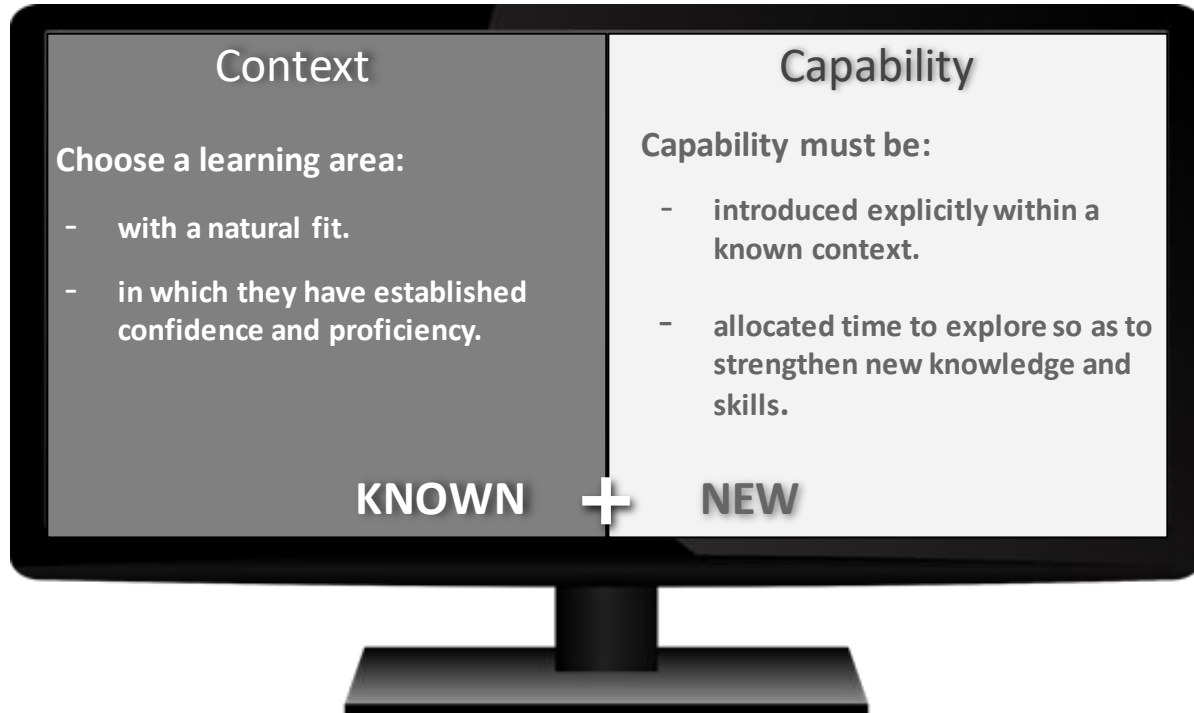 Context
Choose a learning area:
- with a natural fit.
- in which they have established
confidence and proficiency.
KNOWN + NEW
Capability
Capability must be:
- introduced explicitly within a
known context.
- allocated time to explore so as to
strengthen new knowledge and
skills.